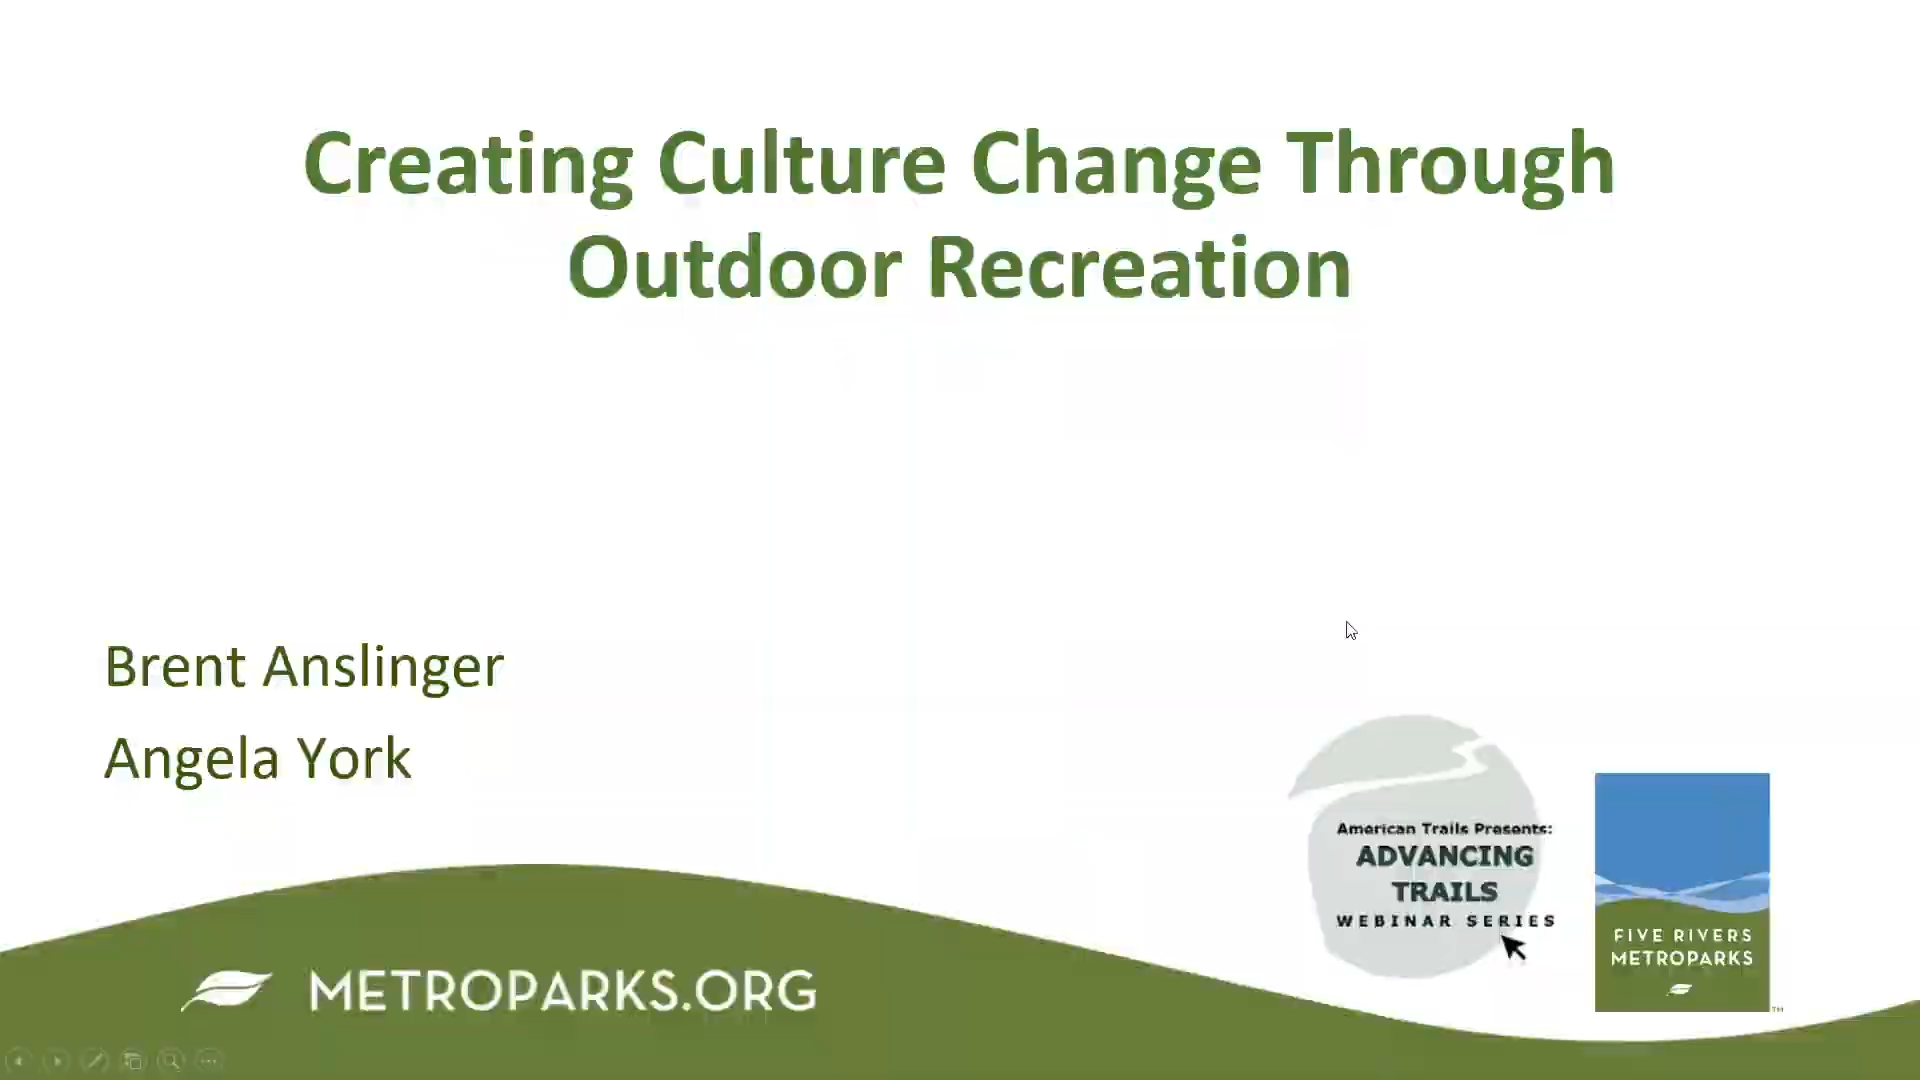 Creating Culture Change Through
Outdoor Recreation
Brent Anslinger
Angela York
American Trails Presents:
ADVANCING
TRAILS
WEBINAR SERIES
FIVE RIVERS
METROPARKS
TM
METROPARKS.ORG